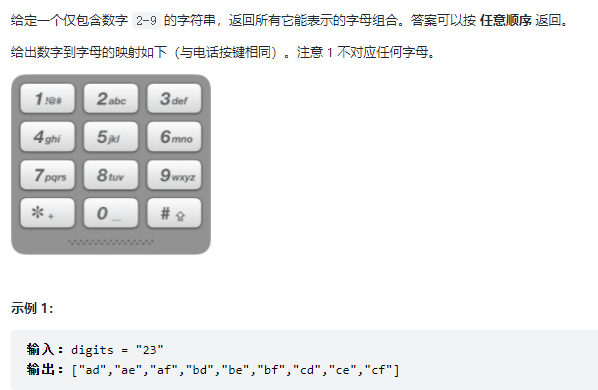 给定一个仅包含数字 2-9 的字符串，返回所有它能表示的字母组合。答案可以按 任意顺序 返回。
给出数字到字母的映射如下（与电话按键相同）。注意 1 不对应任何字母。
1 !@# 2 abc 3 def
4 ghi 5 jkl 6 mno
7 pqrs 8 tuv 9 wxyz
* + 0 _ # ⇧
示例 1：
输入：digits = "23"
输出：["ad","ae","af","bd","be","bf","cd","ce","cf"]